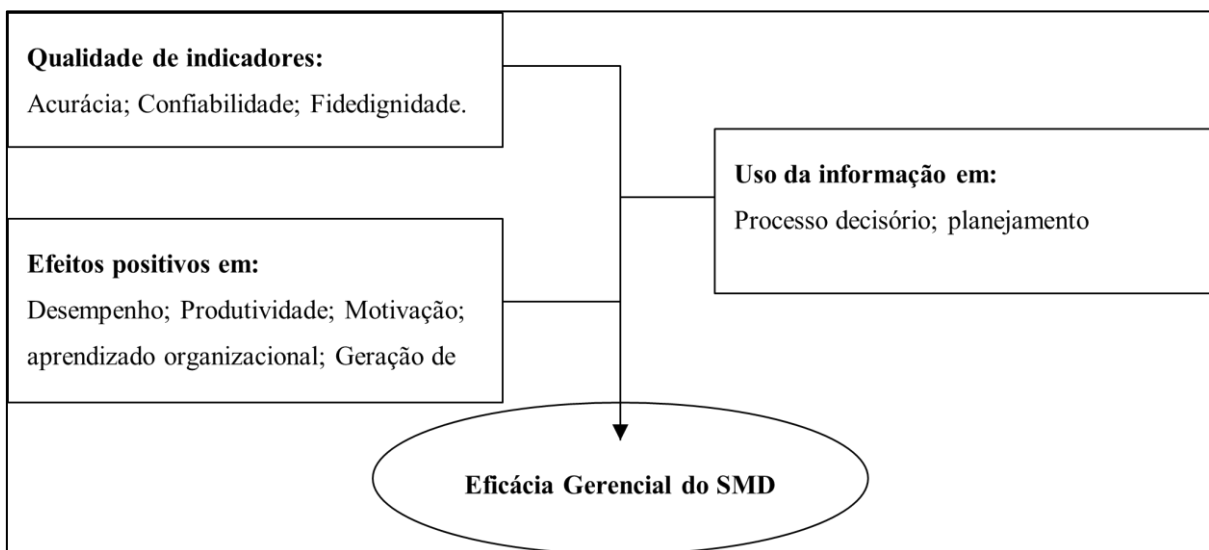 Qualidade de indicadores:
Acurácia; Confiabilidade; Fidedignidade.
Uso da informação em:
Processo decisório; planejamento
Efeitos positivos em:
Desempenho; Produtividade; Motivação;
aprendizado organizacional; Geração de
Eficácia Gerencial do SMD